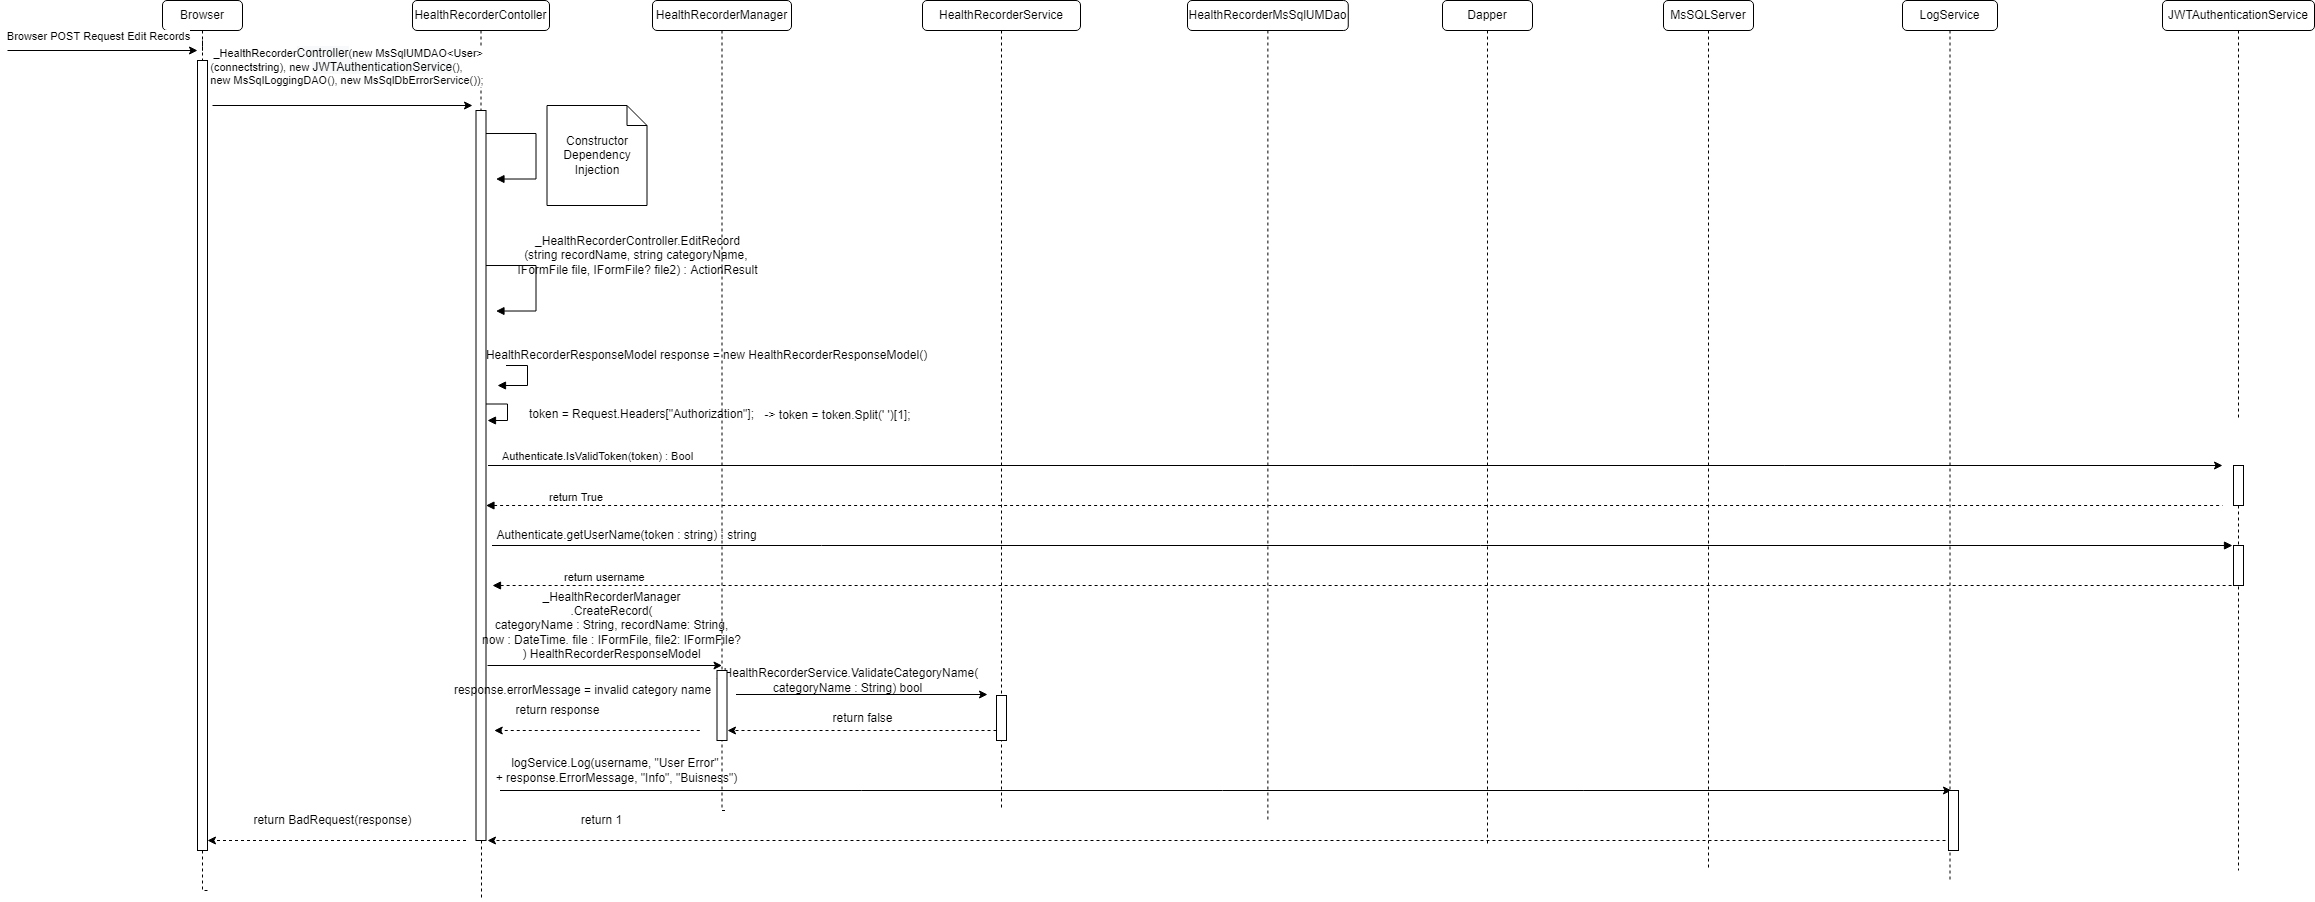 Browser
HealthRecorderContoller
HealthRecorderManager
HealthRecorderService
HealthRecorderMsSqlUMDao
Dapper
MsSQLServer
LogService
JWTAuthenticationService
Browser POST Request Edit Records
_HealthRecorderController(new MsSqlUMDAO<User>
(connectstring), new JWTAuthenticationService(),
new MsSqlLoggingDAO(), new MsSqlDbErrorService());
Constructor
Dependency
Injection
_HealthRecorderController.EditRecord
(string recordName, string categoryName,
IFormFile file, IFormFile? file2) : ActionResult
HealthRecorderResponseModel response = new HealthRecorderResponseModel()
token = Request.Headers["Authorization"];   -> token = token.Split(' ')[1];
Authenticate.IsValidToken(token) : Bool
return True
Authenticate.getUserName(token : string) : string
return username
_HealthRecorderManager
.CreateRecord(
categoryName : String, recordName: String,
now : DateTime. file : IFormFile, file2: IFormFile?
) HealthRecorderResponseModel
HealthRecorderService.ValidateCategoryName(
categoryName : String) bool
response.errorMessage = invalid category name
return response
return false
logService.Log(username, "User Error"
+ response.ErrorMessage, "Info", "Buisness")
return BadRequest(response)
return 1